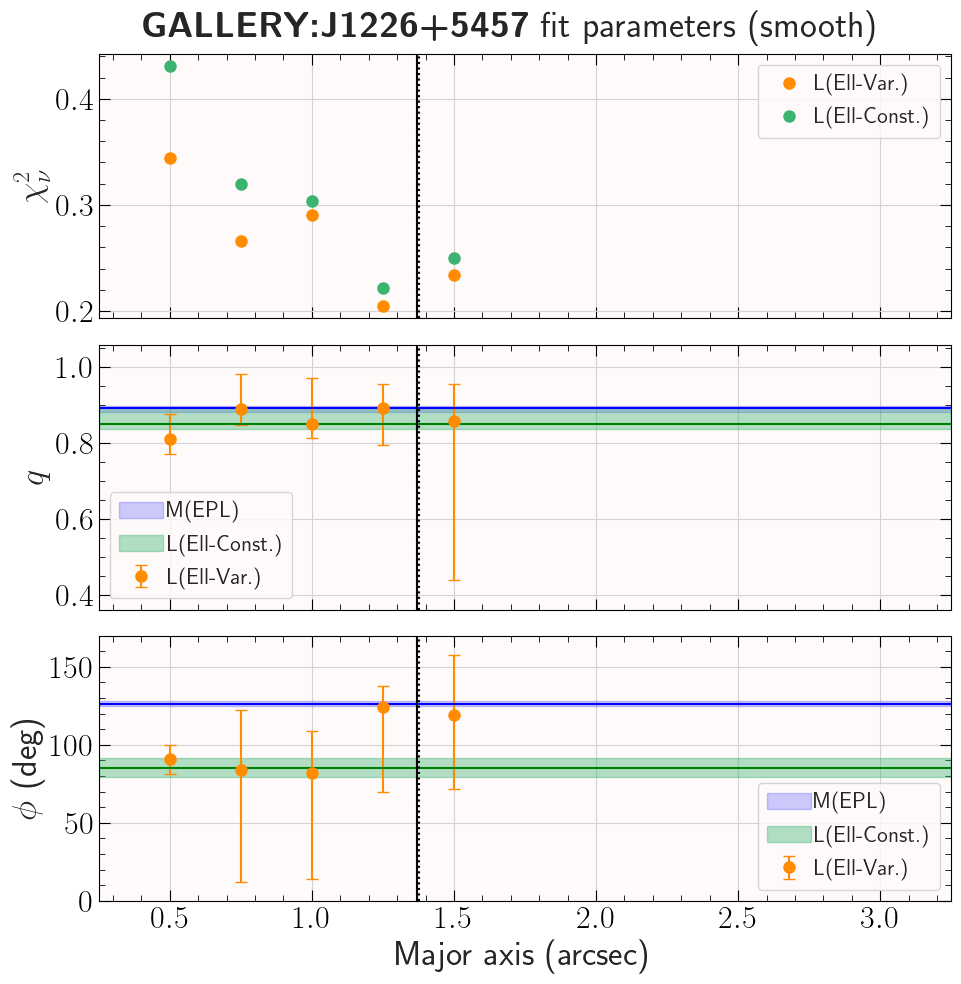 GALLERY:J1226+5457 fit parameters (smooth)
L(Ell-Var.)
L(Ell-Const.)
0.4
0.3
0.2
χ²ᵥ
1.0
0.8
0.6
0.4
q
M(EPL)
L(Ell-Const.)
L(Ell-Var.)
150
100
50
0
ϕ (deg)
M(EPL)
L(Ell-Const.)
L(Ell-Var.)
0.5 1.0 1.5 2.0 2.5 3.0
Major axis (arcsec)